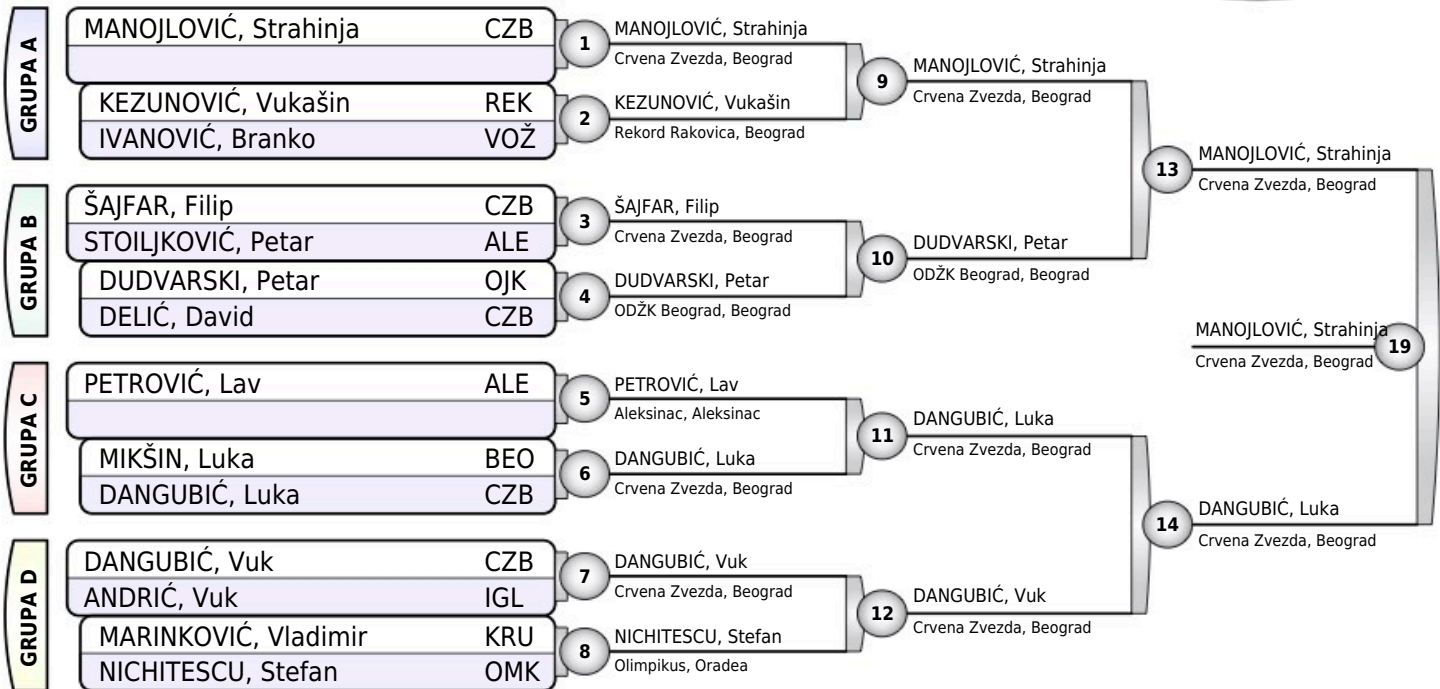 GRUPA A
MANOJLOVIĆ, Strahinja CZB
KEZUNOVIĆ, Vukašin REK
IVANOVIĆ, Branko VOŽ
GRUPA B
ŠAJFAR, Filip CZB
STOILJKOVIĆ, Petar ALE
DUDVARSKI, Petar OJK
DELIĆ, David CZB
GRUPA C
PETROVIĆ, Lav ALE
MIKŠIN, Luka BEO
DANGUBIĆ, Luka CZB
GRUPA D
DANGUBIĆ, Vuk CZB
ANDRIĆ, Vuk IGL
MARINKOVIĆ, Vladimir KRU
NICHITESCU, Stefan OMK
1
MANOJLOVIĆ, Strahinja
Crvena Zvezda, Beograd
2
KEZUNOVIĆ, Vukašin
Rekord Rakovica, Beograd
3
ŠAJFAR, Filip
Crvena Zvezda, Beograd
4
DUDVARSKI, Petar
ODŽK Beograd, Beograd
5
PETROVIĆ, Lav
Aleksinac, Aleksinac
6
DANGUBIĆ, Luka
Crvena Zvezda, Beograd
7
DANGUBIĆ, Vuk
Crvena Zvezda, Beograd
8
NICHITESCU, Stefan
Olimpikus, Oradea
9
MANOJLOVIĆ, Strahinja
Crvena Zvezda, Beograd
10
DUDVARSKI, Petar
ODŽK Beograd, Beograd
11
DANGUBIĆ, Luka
Crvena Zvezda, Beograd
12
DANGUBIĆ, Vuk
Crvena Zvezda, Beograd
13
MANOJLOVIĆ, Strahinja
Crvena Zvezda, Beograd
14
DANGUBIĆ, Luka
Crvena Zvezda, Beograd
MANOJLOVIĆ, Strahinja
19
Crvena Zvezda, Beograd